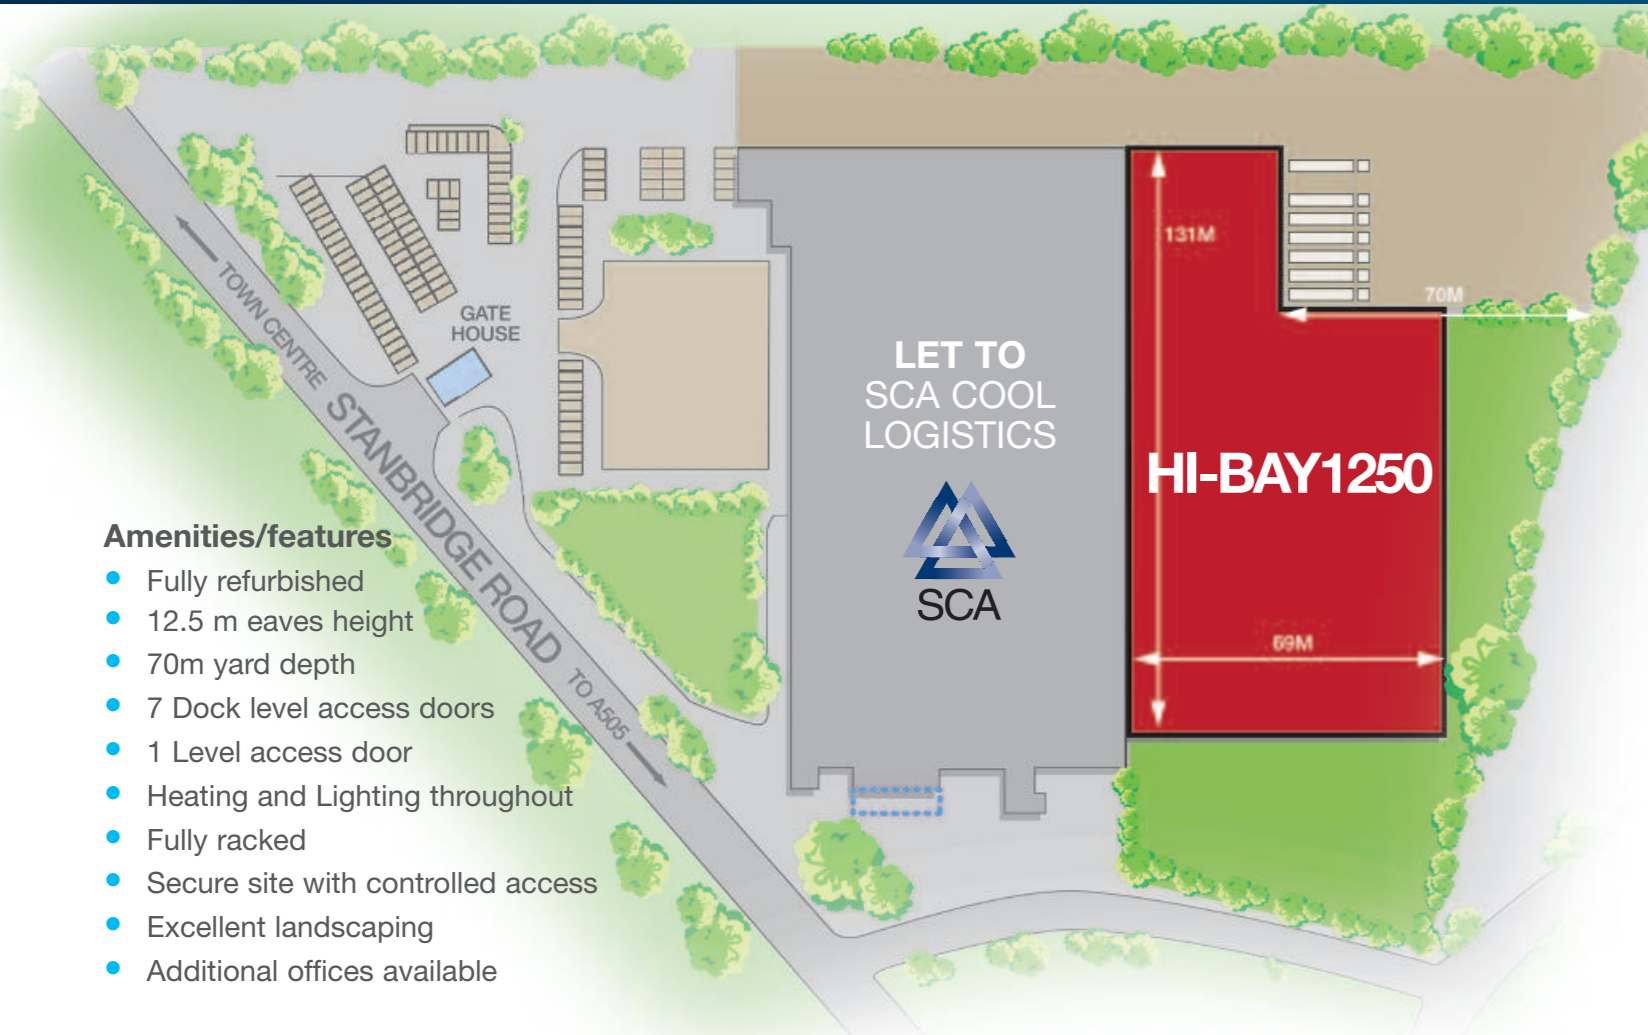 131M
70M
TOWN CENTRE
GATE
HOUSE
LET TO
SCA COOL
LOGISTICS
SCA
HI-BAY1250
69M
STANBRIDGE ROAD
TO A505
Amenities/features
• Fully refurbished
• 12.5 m eaves height
• 70m yard depth
• 7 Dock level access doors
• 1 Level access door
• Heating and Lighting throughout
• Fully racked
• Secure site with controlled access
• Excellent landscaping
• Additional offices available